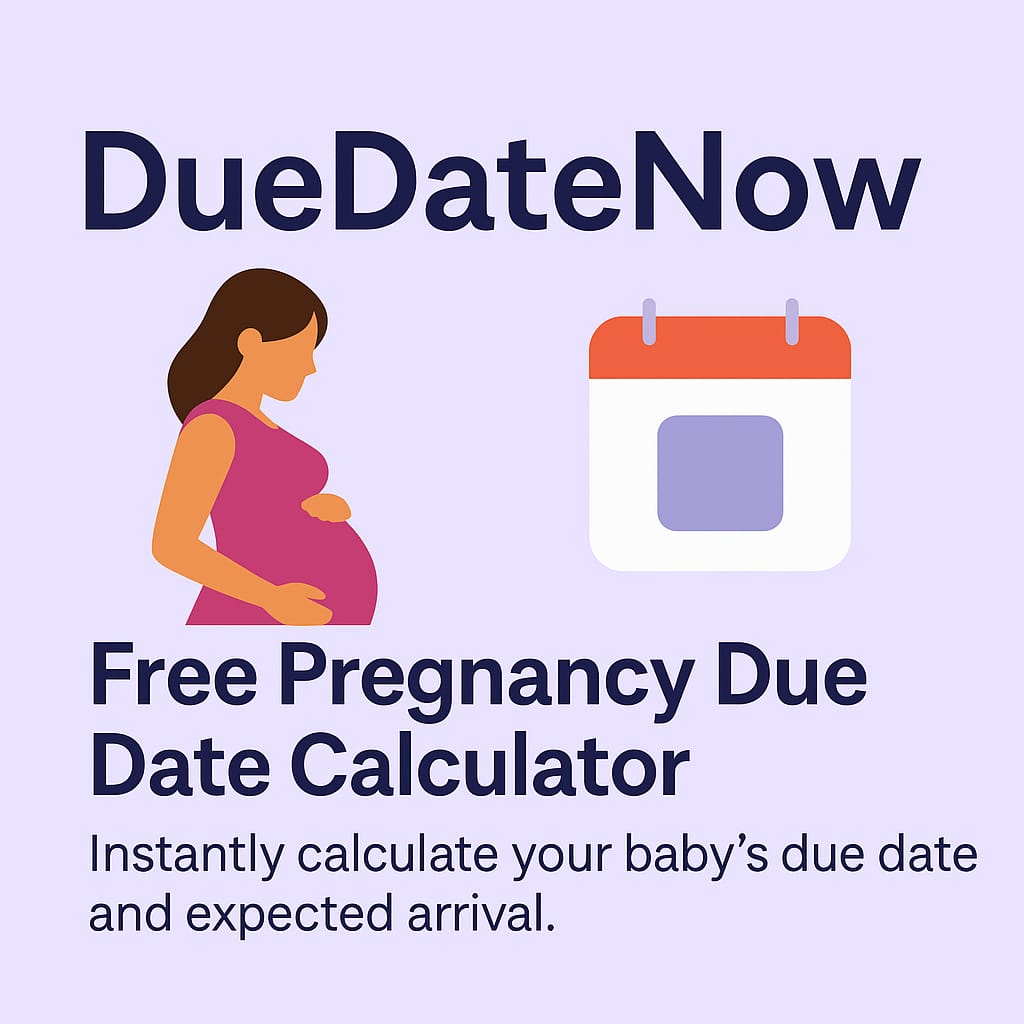 DueDateNow
Free Pregnancy Due
Date Calculator
Instantly calculate your baby’s due date
and expected arrival.